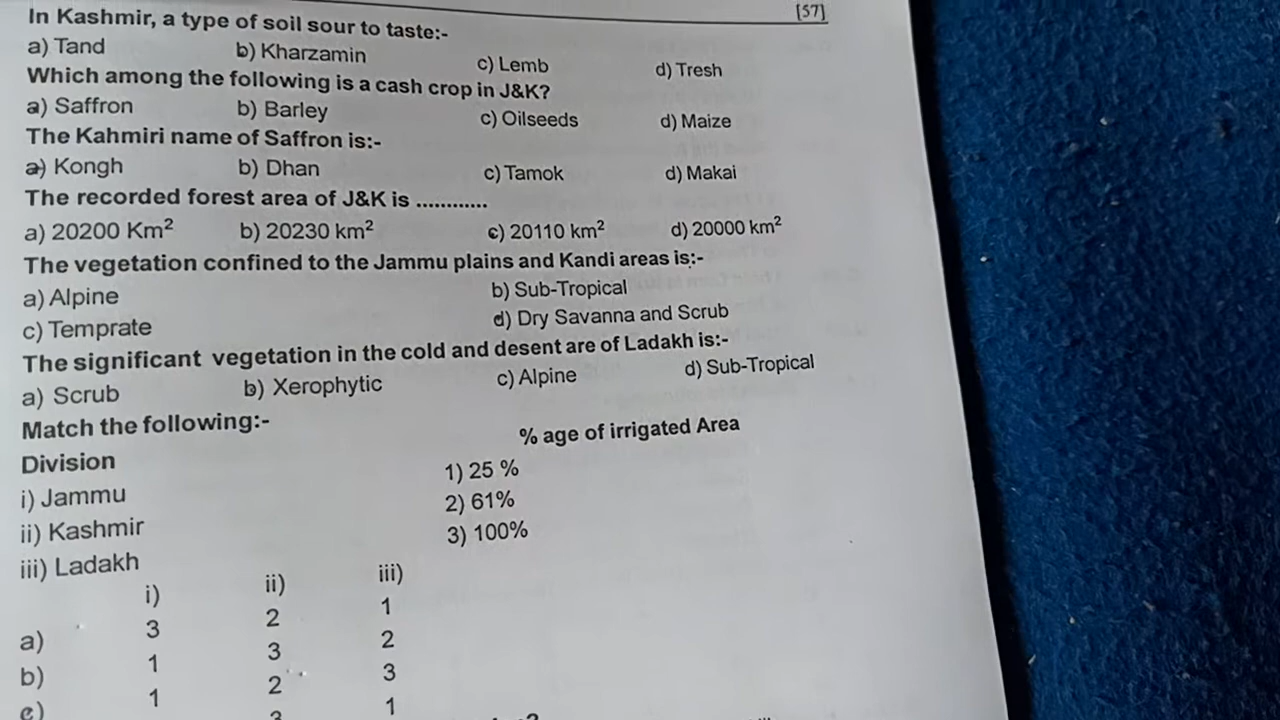 [57]
In Kashmir, a type of soil sour to taste:-
a) Tand b) Kharzamin c) Lemb d) Tresh
Which among the following is a cash crop in J&K?
a) Saffron b) Barley c) Oilseeds d) Maize
The Kahmiri name of Saffron is:-
a) Kongh b) Dhan c) Tamok d) Makai
The recorded forest area of J&K is ............
a) 20200 Km² b) 20230 km² c) 20110 km² d) 20000 km²
The vegetation confined to the Jammu plains and Kandi areas is:-
a) Alpine b) Sub-Tropical
c) Temprate d) Dry Savanna and Scrub
The significant vegetation in the cold and desent are of Ladakh is:-
a) Scrub b) Xerophytic c) Alpine d) Sub-Tropical
Match the following:-
Division % age of irrigated Area
i) Jammu 1) 25 %
ii) Kashmir 2) 61%
iii) Ladakh 3) 100%
i) ii) iii)
a) 3 2 1
b) 1 3 2
c) 1 2 3
1